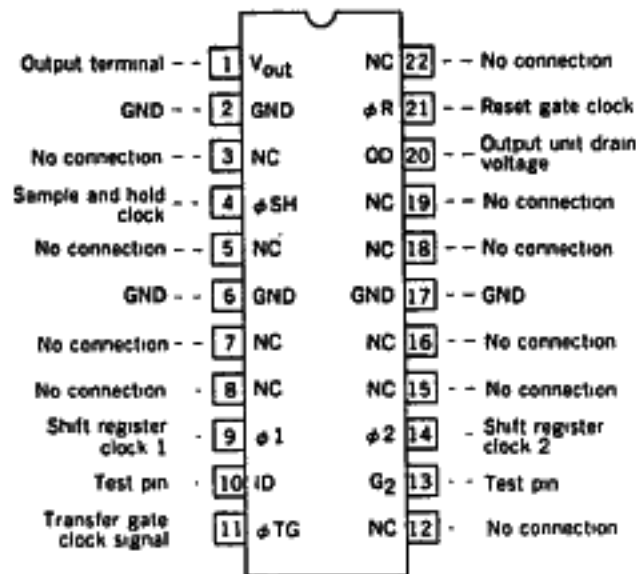 Output terminal -- 1 Vout NC 22 -- No connection
GND -- 2 GND φR 21 -- Reset gate clock
No connection -- 3 NC OD 20 -- Output unit drain
voltage
Sample and hold
clock -- 4 φSH NC 19 -- No connection
No connection -- 5 NC NC 18 -- No connection
GND -- 6 GND GND 17 -- GND
No connection -- 7 NC NC 16 -- No connection
No connection - 8 NC NC 15 -- No connection
Shift register
clock 1 - 9 φ1 φ2 14 - Shift register
clock 2
Test pin 10 ID G2 13 -- Test pin
Transfer gate
clock signal 11 φTG NC 12 - No connection